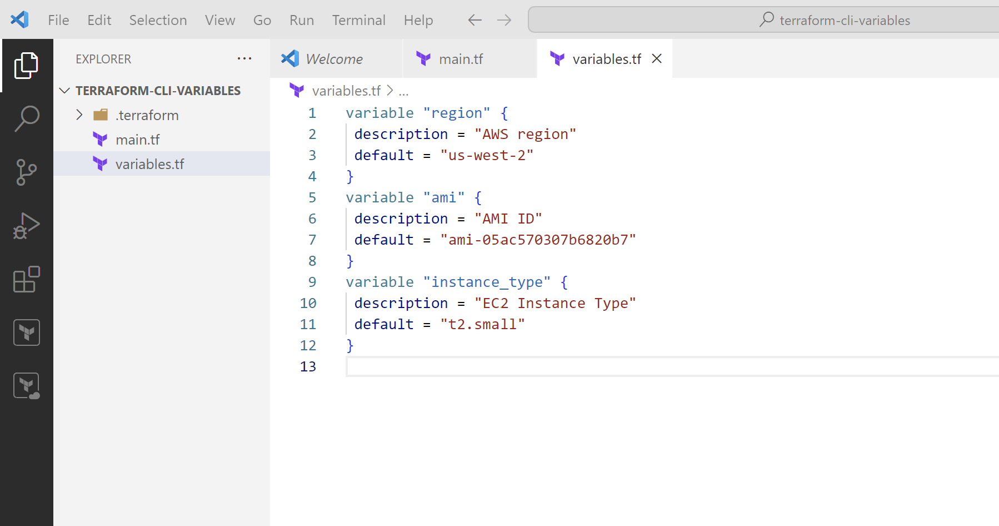 File Edit Selection View Go Run Terminal Help terraform-cli-variables
EXPLORER ...
TERRAFORM-CLI-VARIABLES
.terraform
main.tf
variables.tf
Welcome main.tf variables.tf
variables.tf > ...
1 variable "region" {
2 description = "AWS region"
3 default = "us-west-2"
4 }
5 variable "ami" {
6 description = "AMI ID"
7 default = "ami-05ac570307b6820b7"
8 }
9 variable "instance_type" {
10 description = "EC2 Instance Type"
11 default = "t2.small"
12 }
13